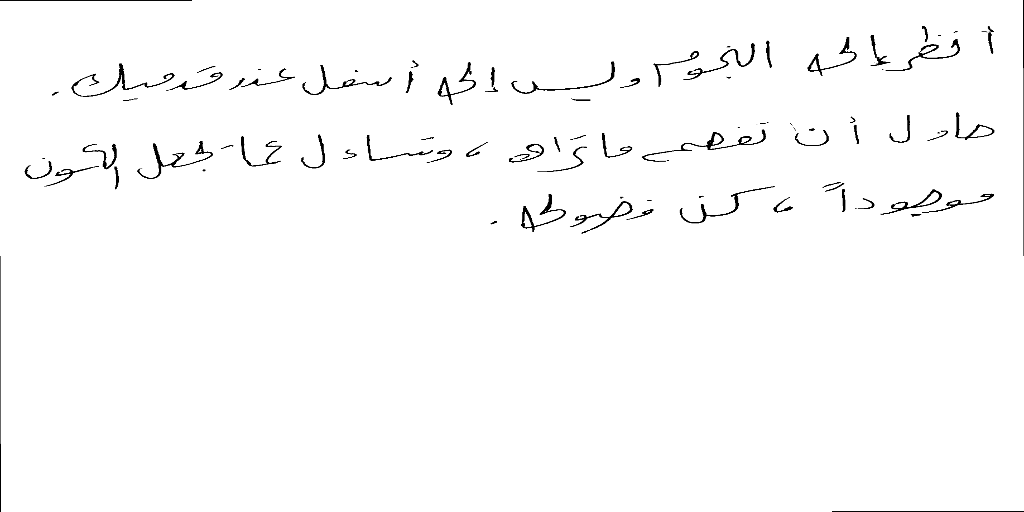 أنظر إلى النجوم وليس إلى أسفل عند قدميك.
حاول أن تفهم ما تراه، وتساءل عما يجعل الكون
موجوداً، كن فضولي.